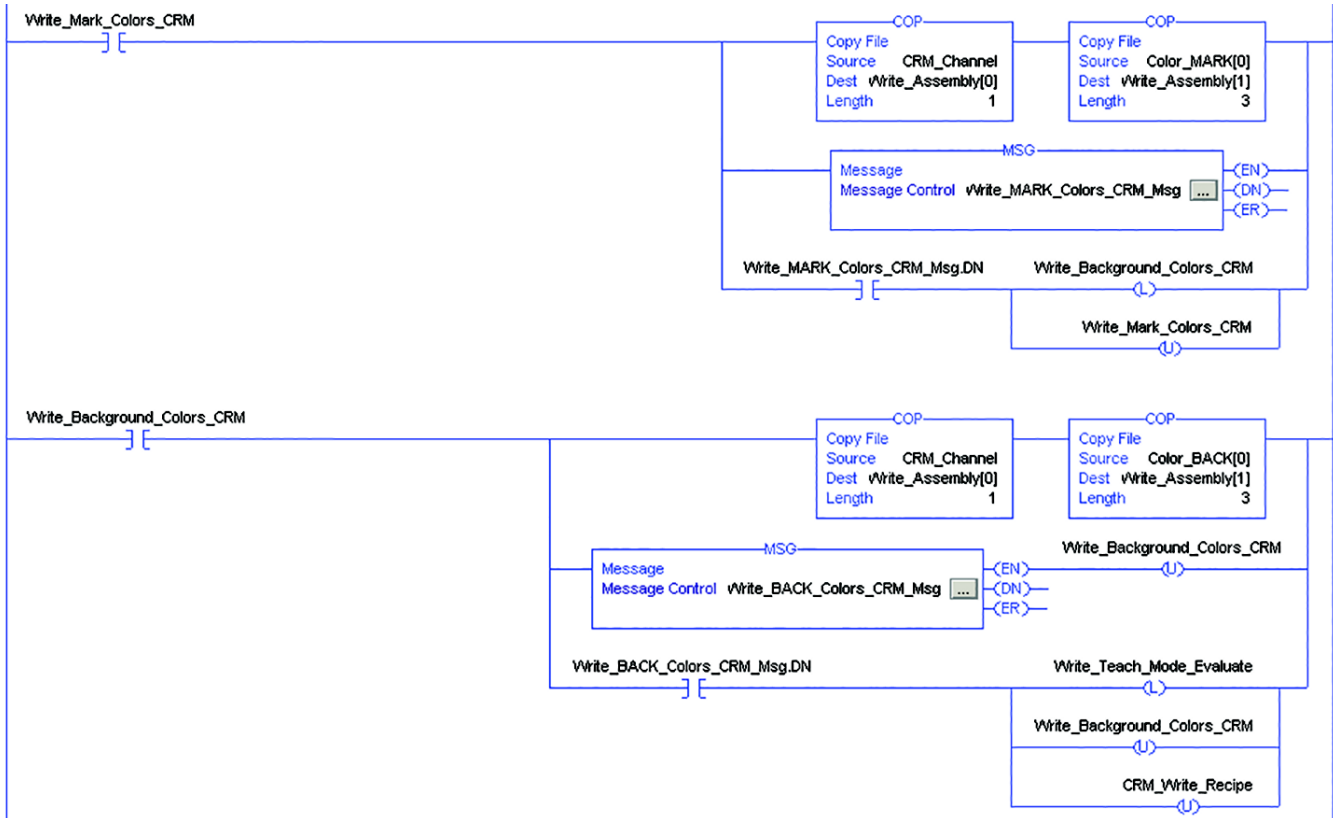 Write_Mark_Colors_CRM
COP
Copy File
Source CRM_Channel
Dest Write_Assembly[0]
Length 1
COP
Copy File
Source Color_MARK[0]
Dest Write_Assembly[1]
Length 3
MSG
Message
Message Control Write_MARK_Colors_CRM_Msg ...
EN
DN
ER
Write_MARK_Colors_CRM_Msg.DN
Write_Background_Colors_CRM
L
Write_Mark_Colors_CRM
U
Write_Background_Colors_CRM
COP
Copy File
Source CRM_Channel
Dest Write_Assembly[0]
Length 1
COP
Copy File
Source Color_BACK[0]
Dest Write_Assembly[1]
Length 3
MSG
Message
Message Control Write_BACK_Colors_CRM_Msg ...
EN
DN
ER
Write_Background_Colors_CRM
U
Write_BACK_Colors_CRM_Msg.DN
Write_Teach_Mode_Evaluate
L
Write_Background_Colors_CRM
U
CRM_Write_Recipe
U